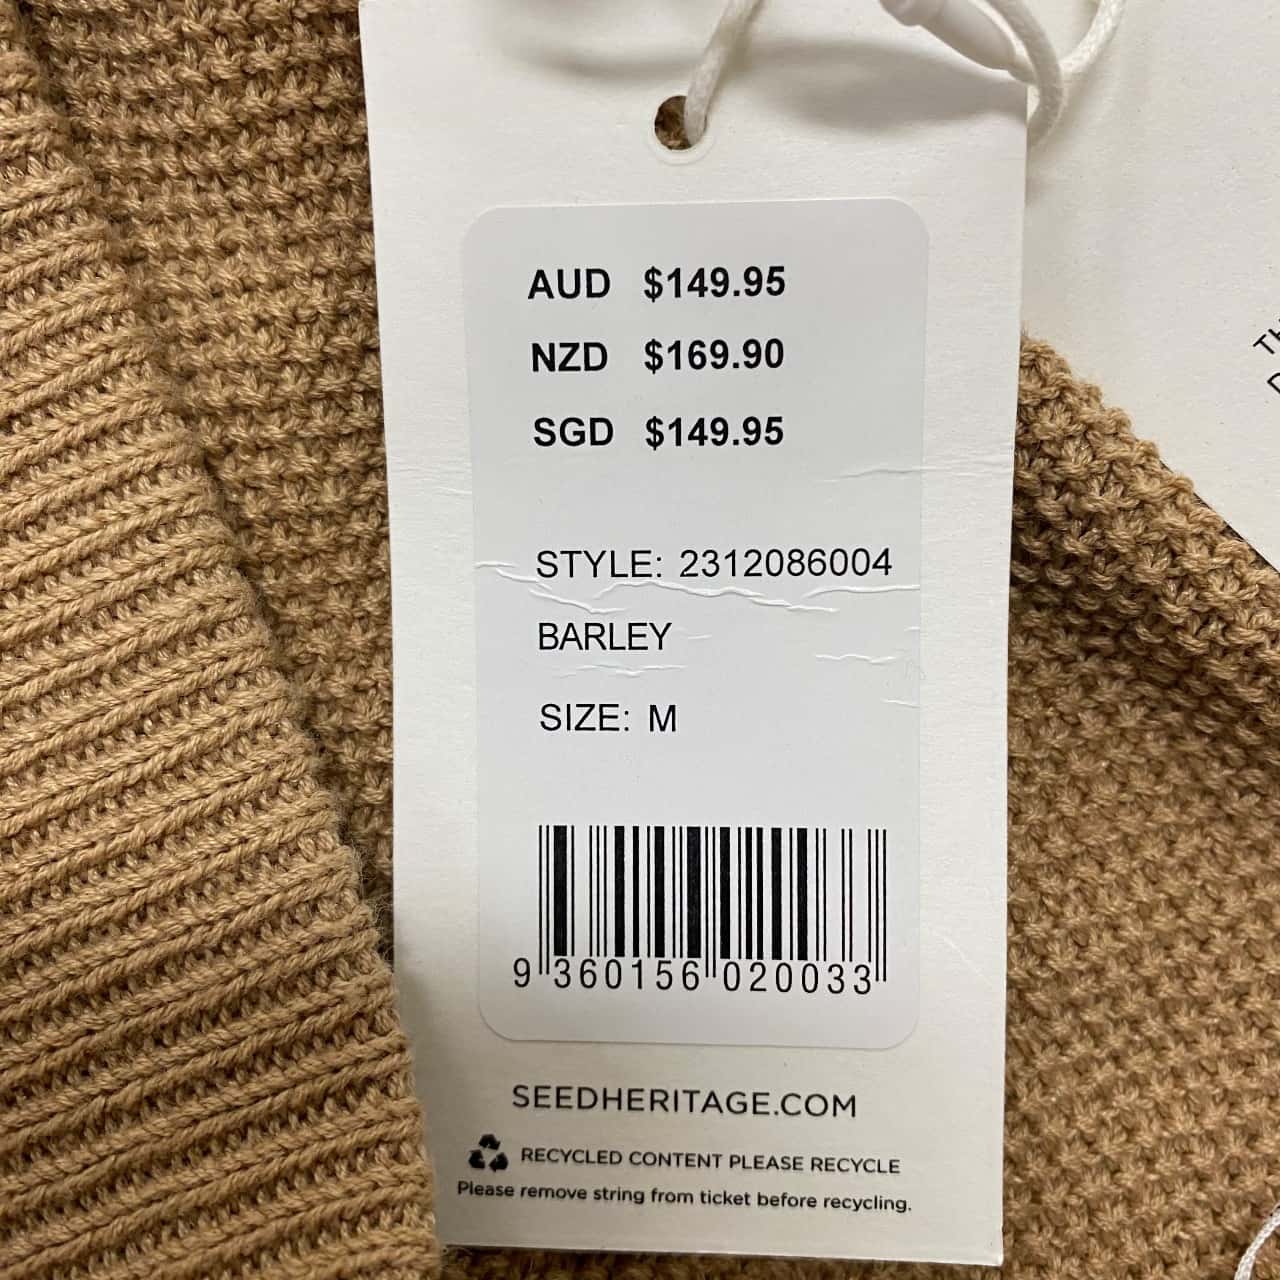 AUD $149.95
NZD $169.90
SGD $149.95
STYLE: 2312086004
BARLEY
SIZE: M
9 360156 020033
SEEDHERITAGE.COM
RECYCLED CONTENT PLEASE RECYCLE
Please remove string from ticket before recycling.